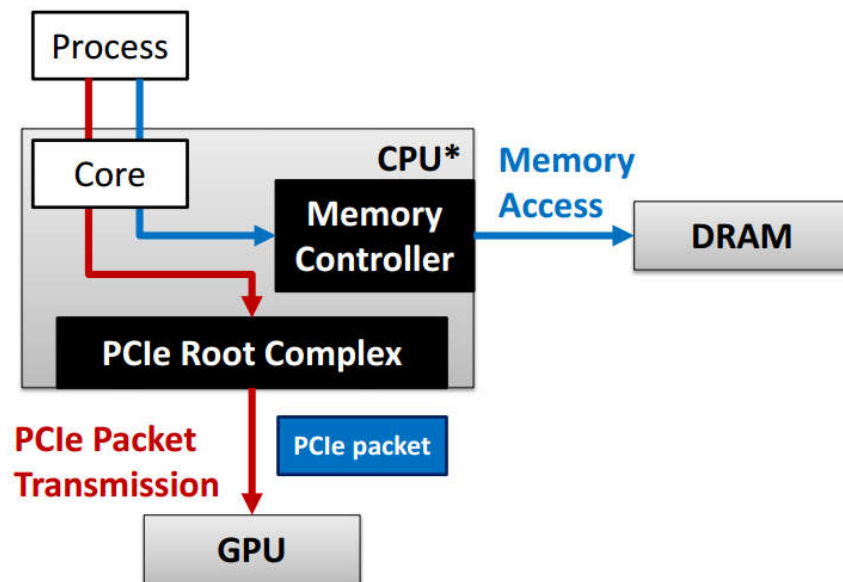 Process
CPU*
Core
Memory
Controller
Memory
Access
DRAM
PCIe Root Complex
PCIe Packet
Transmission
PCIe packet
GPU